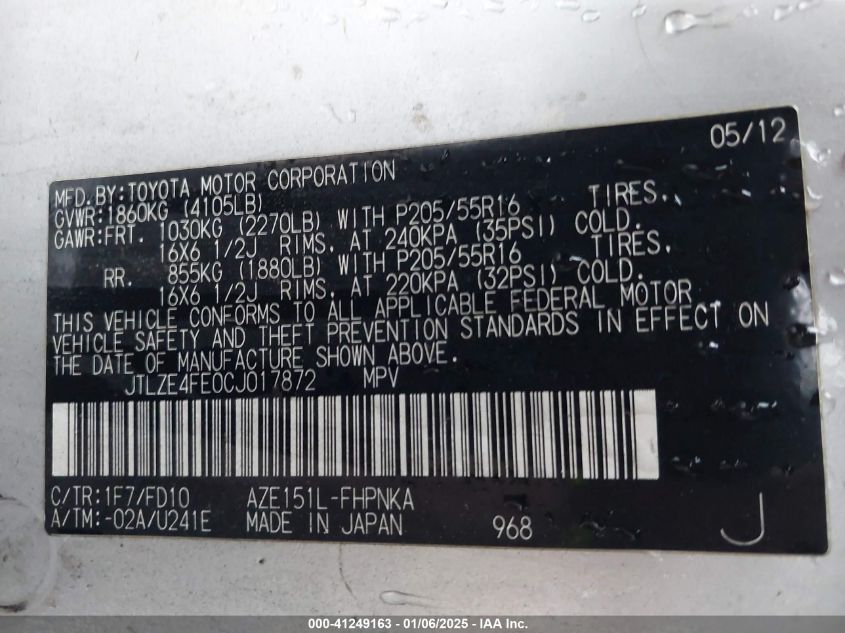 05/12
MFD. BY: TOYOTA MOTOR CORPORATION
GVWR: 1860KG (4105LB)
GAWR: FRT. 1030KG (2270LB) WITH P205/55R16 TIRES,
16X6 1/2J RIMS, AT 240KPA (35PSI) COLD.
RR. 855KG (1880LB) WITH P205/55R16 TIRES,
16X6 1/2J RIMS, AT 220KPA (32PSI) COLD.
THIS VEHICLE CONFORMS TO ALL APPLICABLE FEDERAL MOTOR
VEHICLE SAFETY AND THEFT PREVENTION STANDARDS IN EFFECT ON
THE DATE OF MANUFACTURE SHOWN ABOVE.
JTLZE4FE0CJ017872 MPV
C/TR: 1F7/FD10 AZE151L-FHPNKA
A/TM: -02A/U241E MADE IN JAPAN 968 J
000-41249163 - 01/06/2025 - IAA Inc.